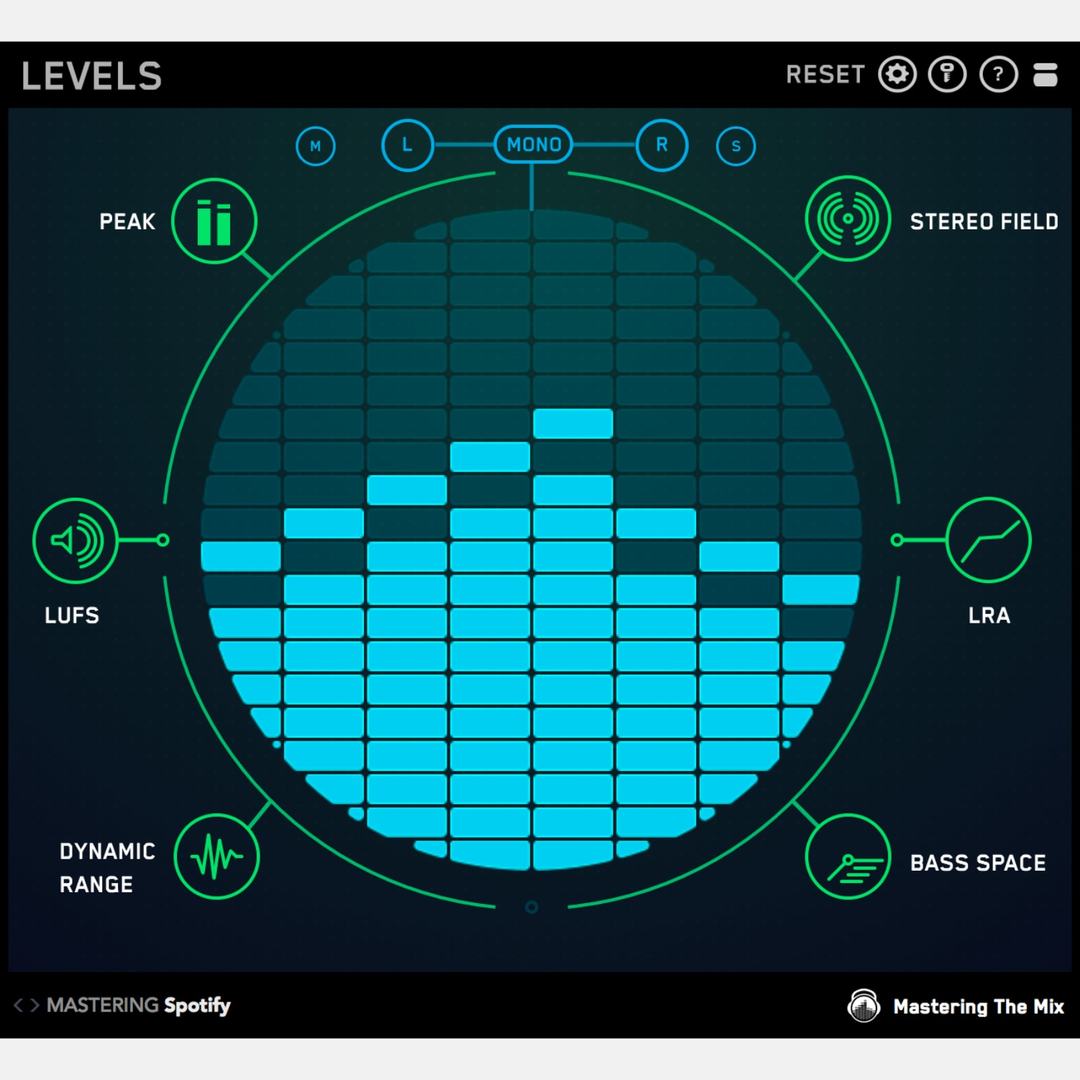 LEVELS
RESET
?
M
L
MONO
R
S
PEAK
STEREO FIELD
LUFS
LRA
DYNAMIC
RANGE
BASS SPACE
<> MASTERING Spotify
Mastering The Mix